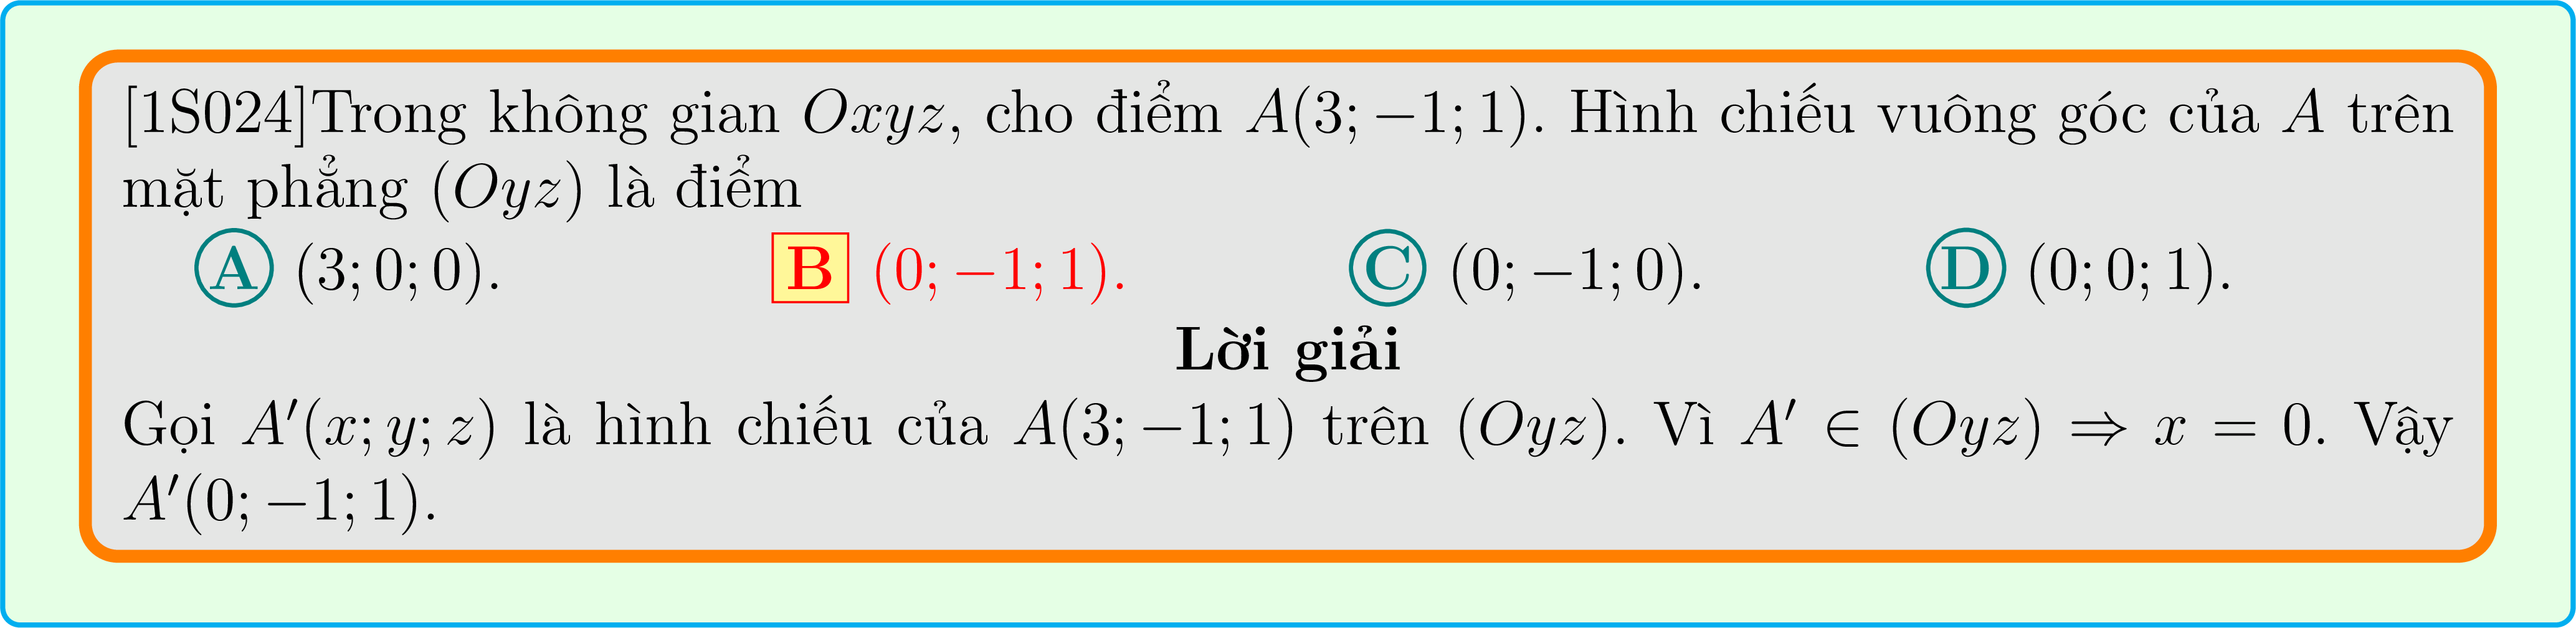 [1S024]Trong không gian Oxyz, cho điểm A(3; −1; 1). Hình chiếu vuông góc của A trên
mặt phẳng (Oyz) là điểm
A (3; 0; 0). B (0; −1; 1). C (0; −1; 0). D (0; 0; 1).
Lời giải
Gọi A′(x; y; z) là hình chiếu của A(3; −1; 1) trên (Oyz). Vì A′ ∈ (Oyz) ⇒ x = 0. Vậy
A′(0; −1; 1).